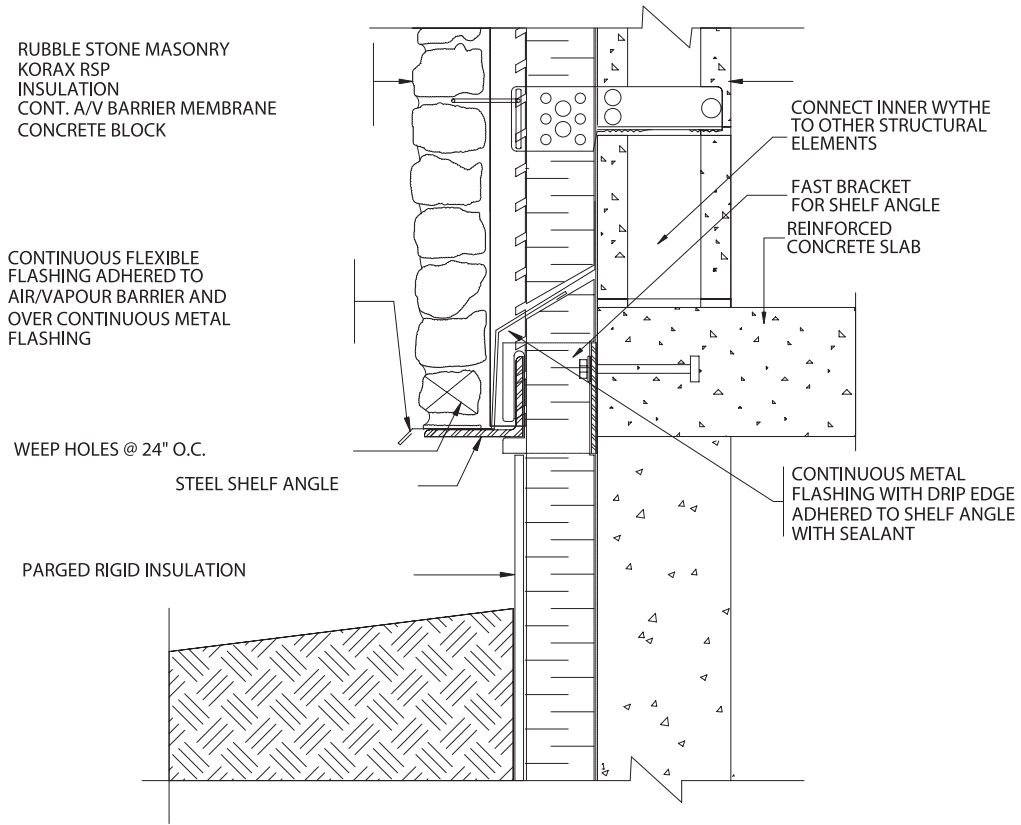 RUBBLE STONE MASONRY
KORAX RSP
INSULATION
CONT. A/V BARRIER MEMBRANE
CONCRETE BLOCK
CONNECT INNER WYTHE
TO OTHER STRUCTURAL
ELEMENTS
FAST BRACKET
FOR SHELF ANGLE
REINFORCED
CONCRETE SLAB
CONTINUOUS FLEXIBLE
FLASHING ADHERED TO
AIR/VAPOUR BARRIER AND
OVER CONTINUOUS METAL
FLASHING
WEEP HOLES @ 24" O.C.
STEEL SHELF ANGLE
CONTINUOUS METAL
FLASHING WITH DRIP EDGE
ADHERED TO SHELF ANGLE
WITH SEALANT
PARGED RIGID INSULATION